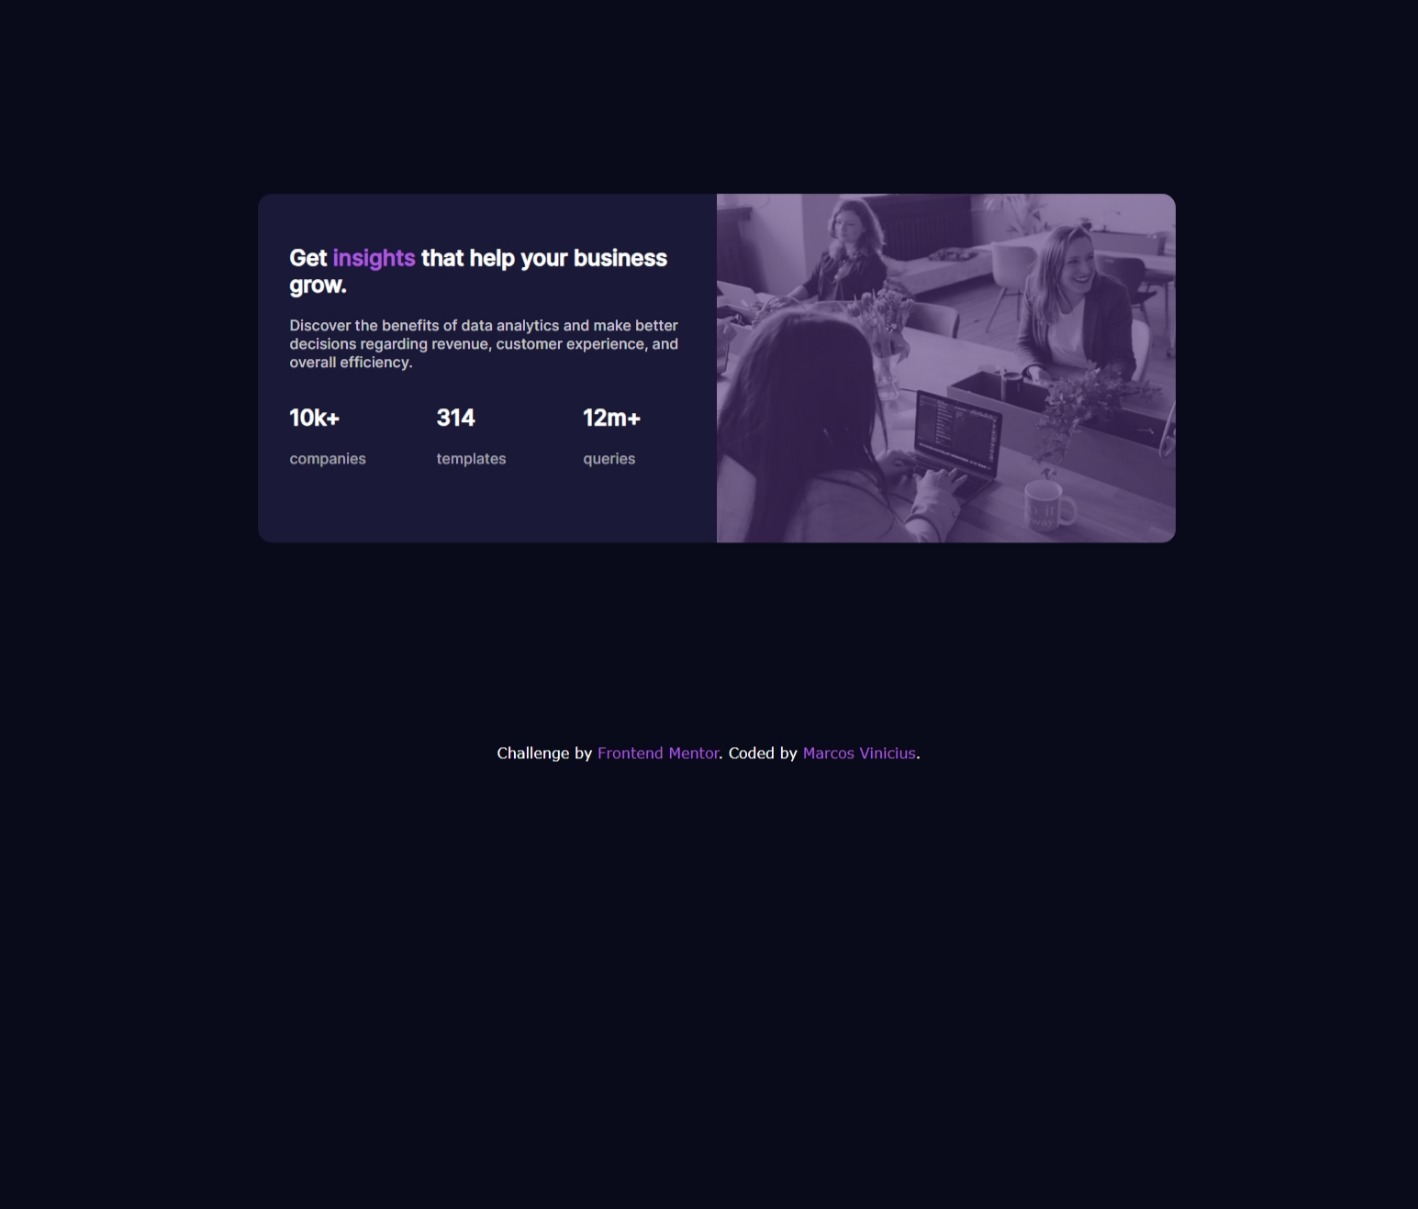 Get insights that help your business
grow.
Discover the benefits of data analytics and make better
decisions regarding revenue, customer experience, and
overall efficiency.
10k+ 314 12m+
companies templates queries
Challenge by Frontend Mentor. Coded by Marcos Vinicius.